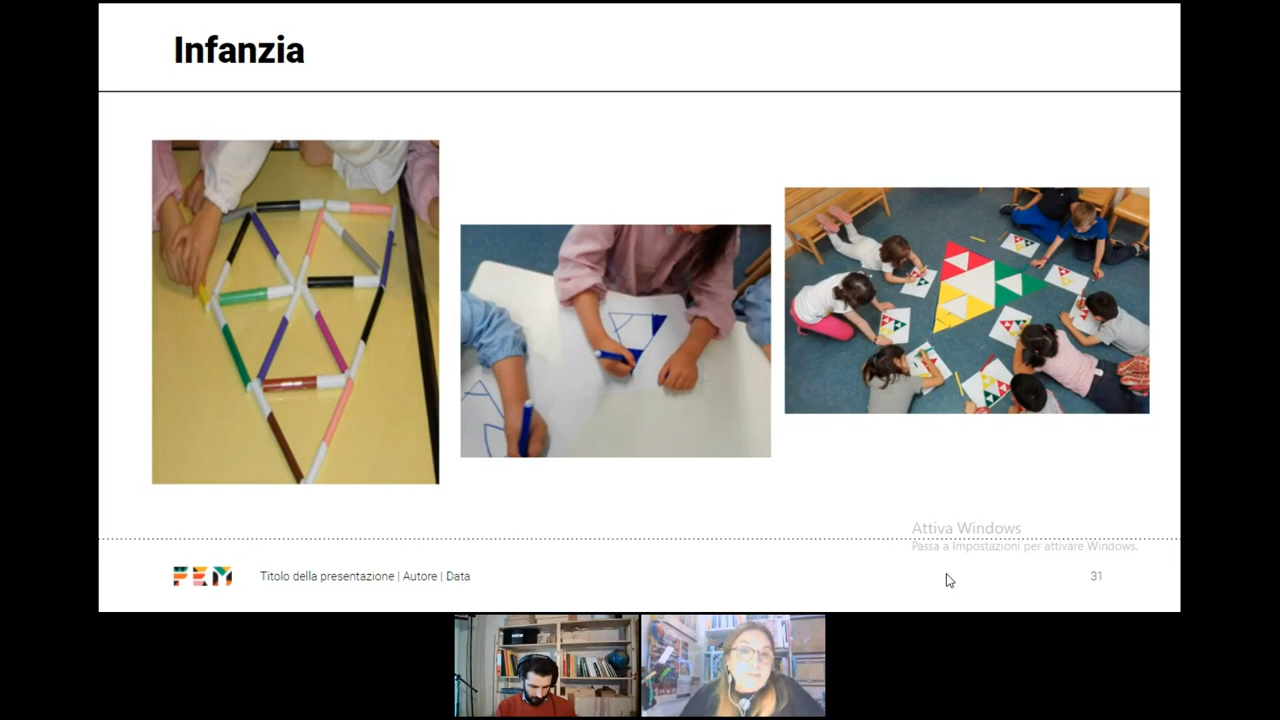 Infanzia
Attiva Windows
Passa a Impostazioni per attivare Windows.
FEM
Titolo della presentazione | Autore | Data
31